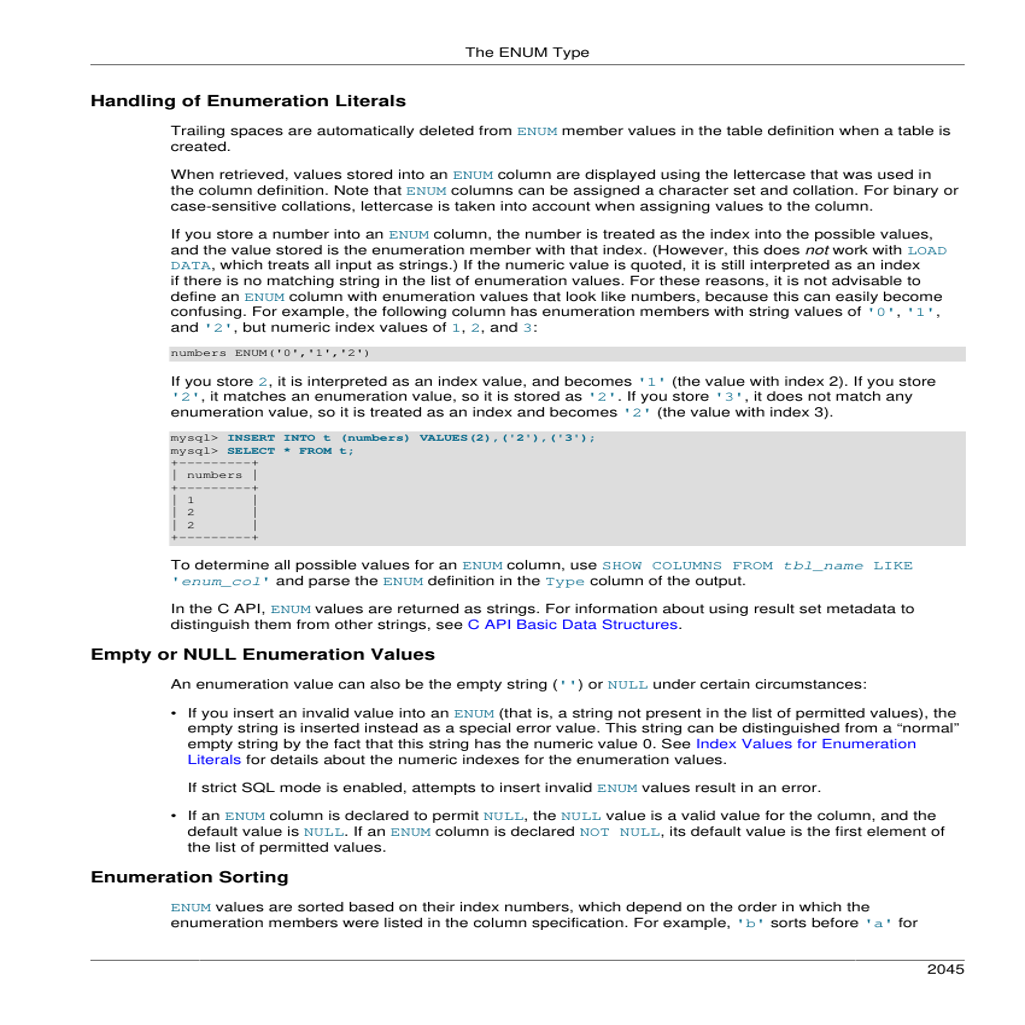 The ENUM Type
Handling of Enumeration Literals
Trailing spaces are automatically deleted from ENUM member values in the table definition when a table is
created.
When retrieved, values stored into an ENUM column are displayed using the lettercase that was used in
the column definition. Note that ENUM columns can be assigned a character set and collation. For binary or
case-sensitive collations, lettercase is taken into account when assigning values to the column.
If you store a number into an ENUM column, the number is treated as the index into the possible values,
and the value stored is the enumeration member with that index. (However, this does not work with LOAD
DATA, which treats all input as strings.) If the numeric value is quoted, it is still interpreted as an index
if there is no matching string in the list of enumeration values. For these reasons, it is not advisable to
define an ENUM column with enumeration values that look like numbers, because this can easily become
confusing. For example, the following column has enumeration members with string values of '0', '1',
and '2', but numeric index values of 1, 2, and 3:
numbers ENUM('0','1','2')
If you store 2, it is interpreted as an index value, and becomes '1' (the value with index 2). If you store
'2', it matches an enumeration value, so it is stored as '2'. If you store '3', it does not match any
enumeration value, so it is treated as an index and becomes '2' (the value with index 3).
mysql> INSERT INTO t (numbers) VALUES(2),('2'),('3');
mysql> SELECT * FROM t;
+---------+
| numbers |
+---------+
| 1       |
| 2       |
| 2       |
+---------+
To determine all possible values for an ENUM column, use SHOW COLUMNS FROM tbl_name LIKE
'enum_col' and parse the ENUM definition in the Type column of the output.
In the C API, ENUM values are returned as strings. For information about using result set metadata to
distinguish them from other strings, see C API Basic Data Structures.
Empty or NULL Enumeration Values
An enumeration value can also be the empty string ('') or NULL under certain circumstances:
• If you insert an invalid value into an ENUM (that is, a string not present in the list of permitted values), the
empty string is inserted instead as a special error value. This string can be distinguished from a “normal”
empty string by the fact that this string has the numeric value 0. See Index Values for Enumeration
Literals for details about the numeric indexes for the enumeration values.
If strict SQL mode is enabled, attempts to insert invalid ENUM values result in an error.
• If an ENUM column is declared to permit NULL, the NULL value is a valid value for the column, and the
default value is NULL. If an ENUM column is declared NOT NULL, its default value is the first element of
the list of permitted values.
Enumeration Sorting
ENUM values are sorted based on their index numbers, which depend on the order in which the
enumeration members were listed in the column specification. For example, 'b' sorts before 'a' for
2045